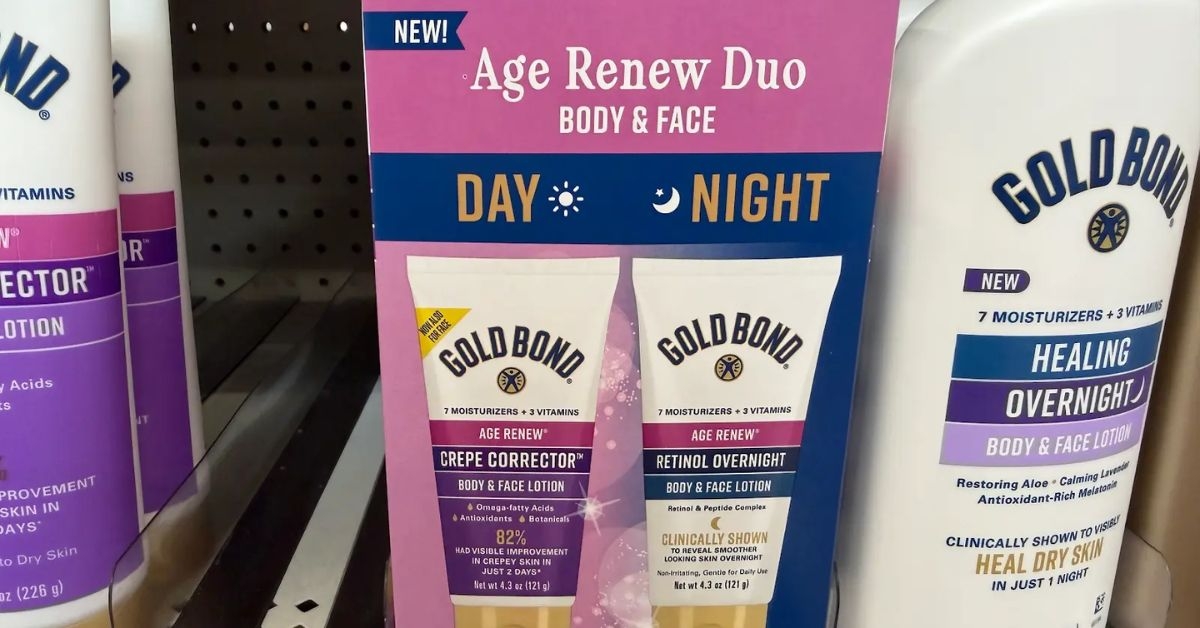 ND®
VITAMINS
ECTOR™
LOTION
y Acids
PROVEMENT
SKIN IN
DAYS*
to Dry Skin
oz (226 g)
NS
OR™
NEW!
Age Renew Duo
BODY & FACE
DAY
NIGHT
NOW ALSO
FOR FACE
GOLD BOND®
7 MOISTURIZERS + 3 VITAMINS
AGE RENEW®
CREPE CORRECTOR™
BODY & FACE LOTION
Omega-fatty Acids
Antioxidants Botanicals
82%
HAD VISIBLE IMPROVEMENT
IN CREPEY SKIN IN
JUST 2 DAYS*
Net wt 4.3 oz (121 g)
GOLD BOND®
7 MOISTURIZERS + 3 VITAMINS
AGE RENEW®
RETINOL OVERNIGHT
BODY & FACE LOTION
Retinol & Peptide Complex
CLINICALLY SHOWN
TO REVEAL SMOOTHER
LOOKING SKIN OVERNIGHT
Non-Irritating, Gentle for Daily Use
Net wt 4.3 oz (121 g)
GOLD BOND®
NEW
7 MOISTURIZERS + 3 VITAMINS
HEALING
OVERNIGHT
BODY & FACE LOTION
Restoring Aloe • Calming Lavender
Antioxidant-Rich Melatonin
CLINICALLY SHOWN TO VISIBLY
HEAL DRY SKIN
IN JUST 1 NIGHT